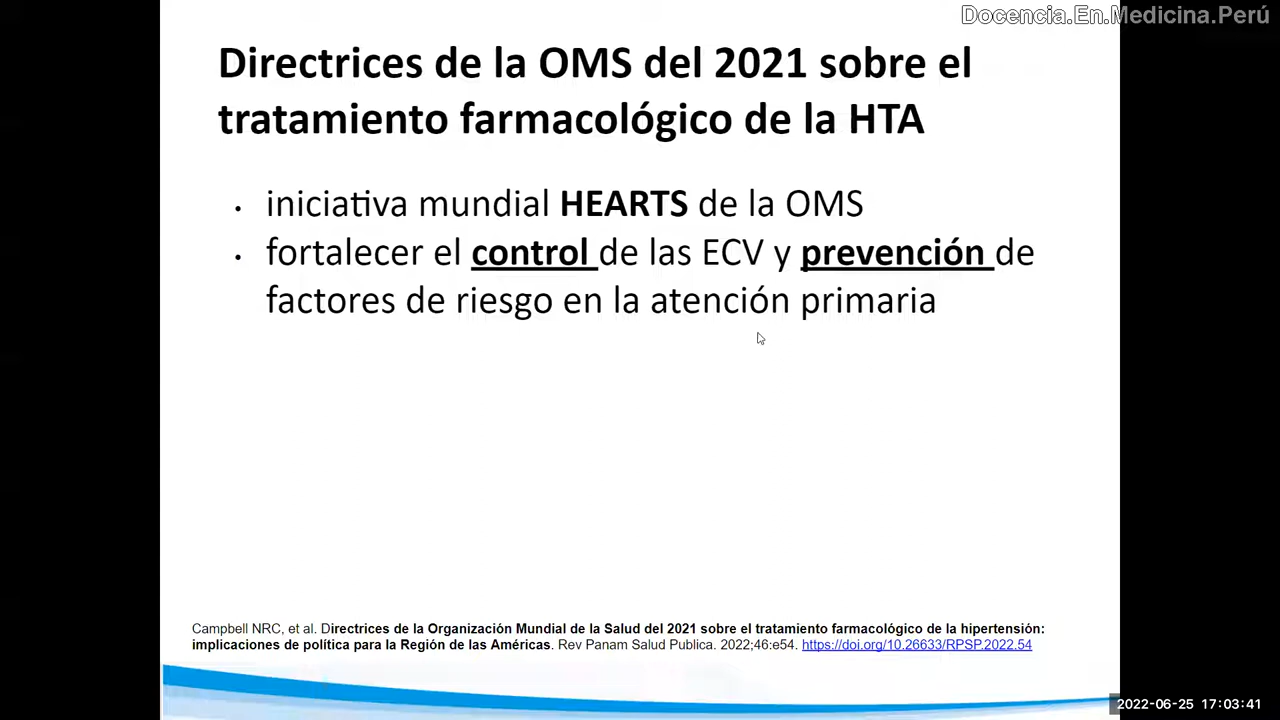 Docencia.En.Medicina.Perú
Directrices de la OMS del 2021 sobre el
tratamiento farmacológico de la HTA
• iniciativa mundial HEARTS de la OMS
• fortalecer el control de las ECV y prevención de
factores de riesgo en la atención primaria
Campbell NRC, et al. Directrices de la Organización Mundial de la Salud del 2021 sobre el tratamiento farmacológico de la hipertensión:
implicaciones de política para la Región de las Américas. Rev Panam Salud Publica. 2022;46:e54. https://doi.org/10.26633/RPSP.2022.54
2022-06-25 17:03:41